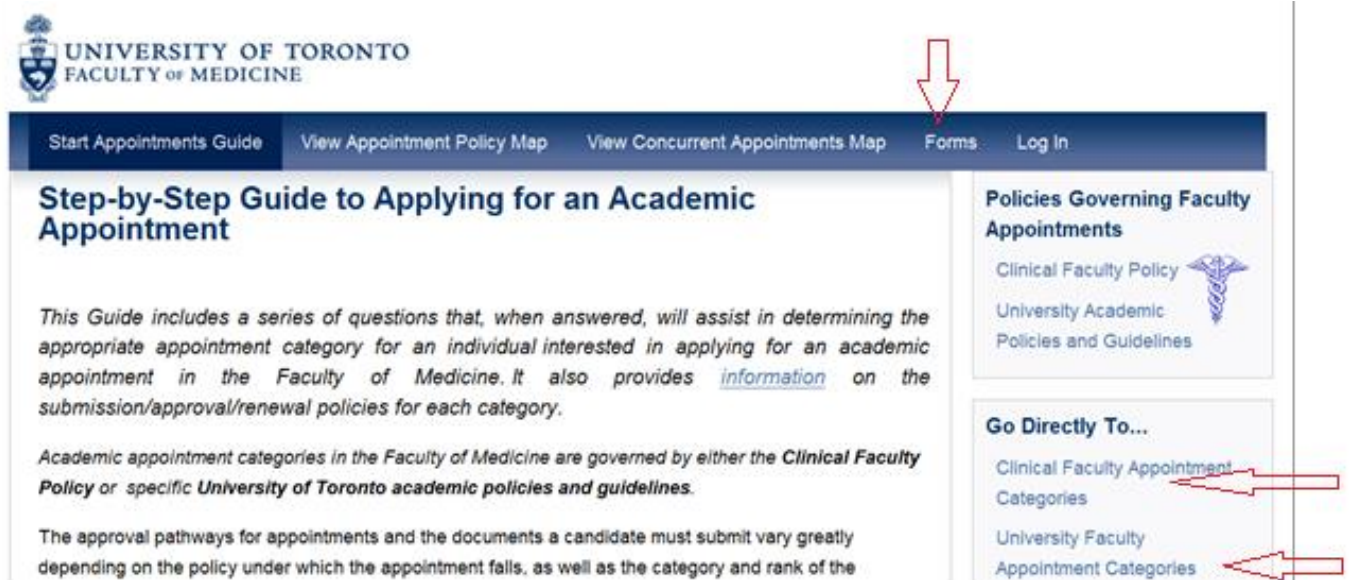 UNIVERSITY OF TORONTO
FACULTY OF MEDICINE
Start Appointments Guide View Appointment Policy Map View Concurrent Appointments Map Forms Log In
Step-by-Step Guide to Applying for an Academic
Appointment
This Guide includes a series of questions that, when answered, will assist in determining the
appropriate appointment category for an individual interested in applying for an academic
appointment in the Faculty of Medicine. It also provides information on the
submission/approval/renewal policies for each category.
Academic appointment categories in the Faculty of Medicine are governed by either the Clinical Faculty
Policy or specific University of Toronto academic policies and guidelines.
The approval pathways for appointments and the documents a candidate must submit vary greatly
depending on the policy under which the appointment falls, as well as the category and rank of the
Policies Governing Faculty
Appointments
Clinical Faculty Policy
University Academic
Policies and Guidelines
Go Directly To...
Clinical Faculty Appointment
Categories
University Faculty
Appointment Categories